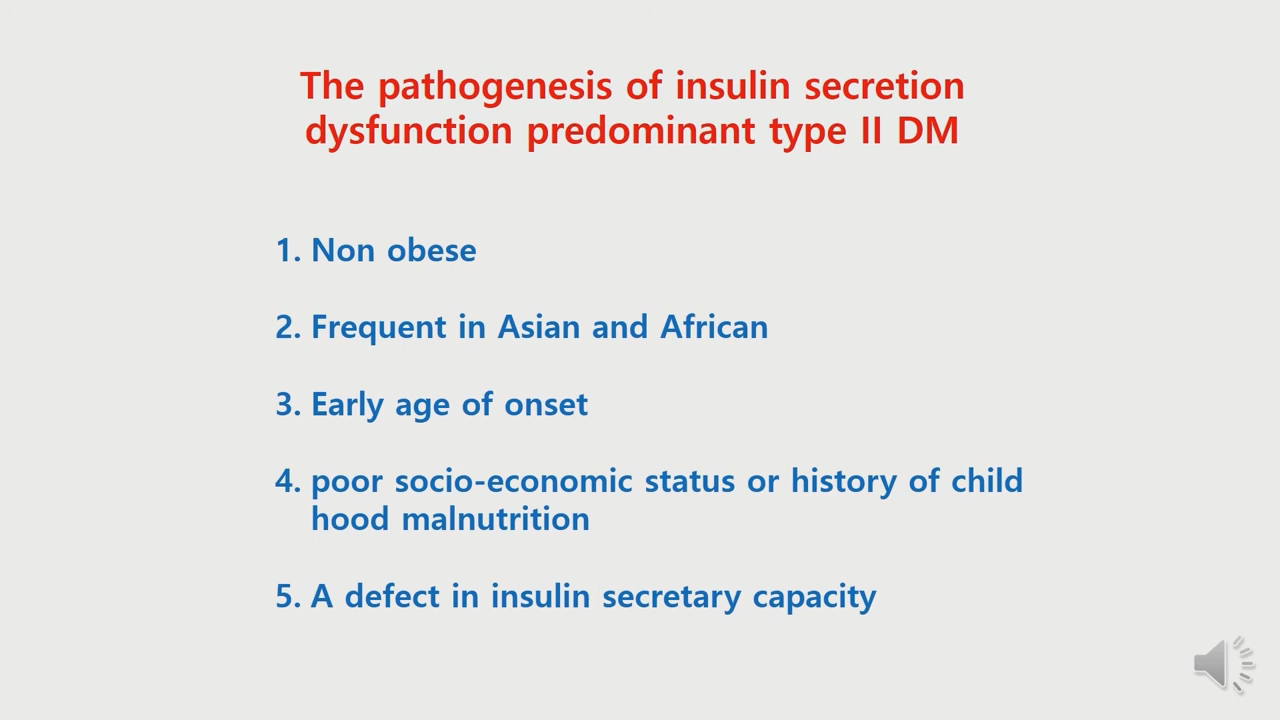 The pathogenesis of insulin secretion
dysfunction predominant type II DM
1. Non obese
2. Frequent in Asian and African
3. Early age of onset
4. poor socio-economic status or history of child
hood malnutrition
5. A defect in insulin secretary capacity